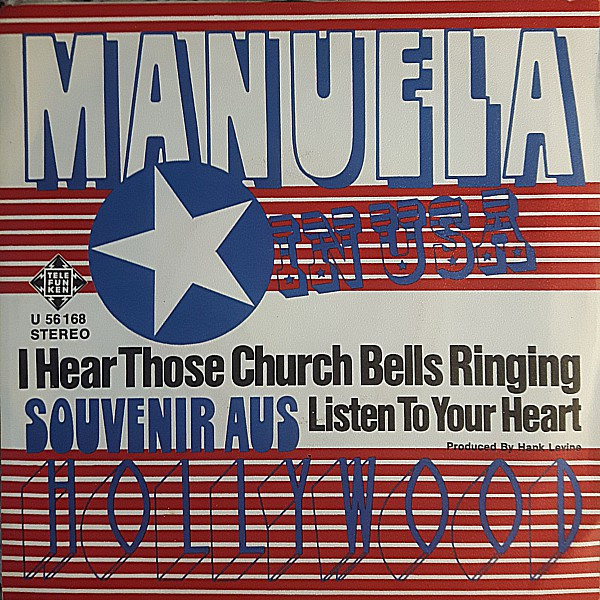 MANUELA
IN USA
TELE
FUN
KEN
U 56 168
STEREO
I Hear Those Church Bells Ringing
SOUVENIR AUS Listen To Your Heart
Produced By Hank Levine
HOLLYWOOD